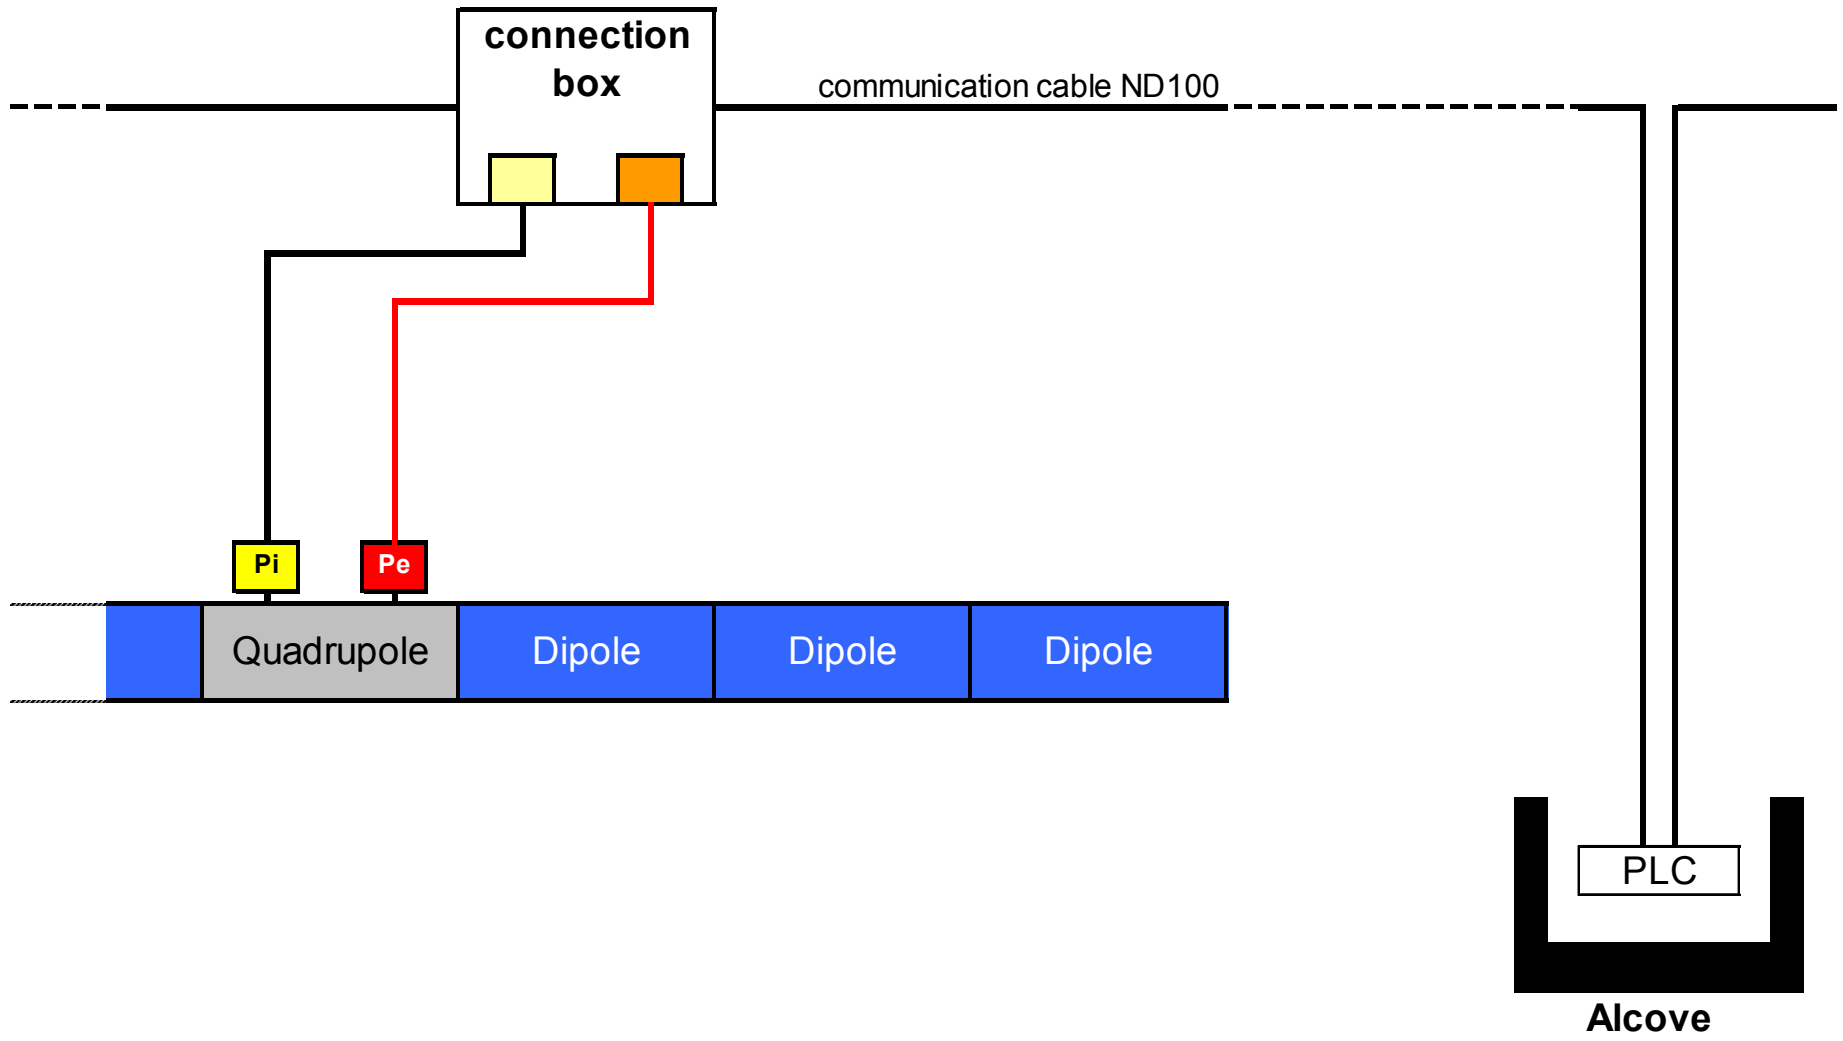 connection
box
communication cable ND100
Pi
Pe
Quadrupole
Dipole
Dipole
Dipole
PLC
Alcove